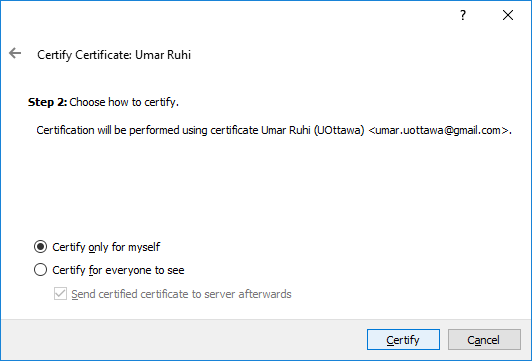 ?
Certify Certificate: Umar Ruhi
Step 2: Choose how to certify.
Certification will be performed using certificate Umar Ruhi (UOttawa) <umar.uottawa@gmail.com>.
Certify only for myself
Certify for everyone to see
Send certified certificate to server afterwards
Certify Cancel